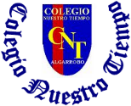 COLEGIO
NUESTRO TIEMPO
CNT
ALGARROBO
Colegio Nuestro Tiempo